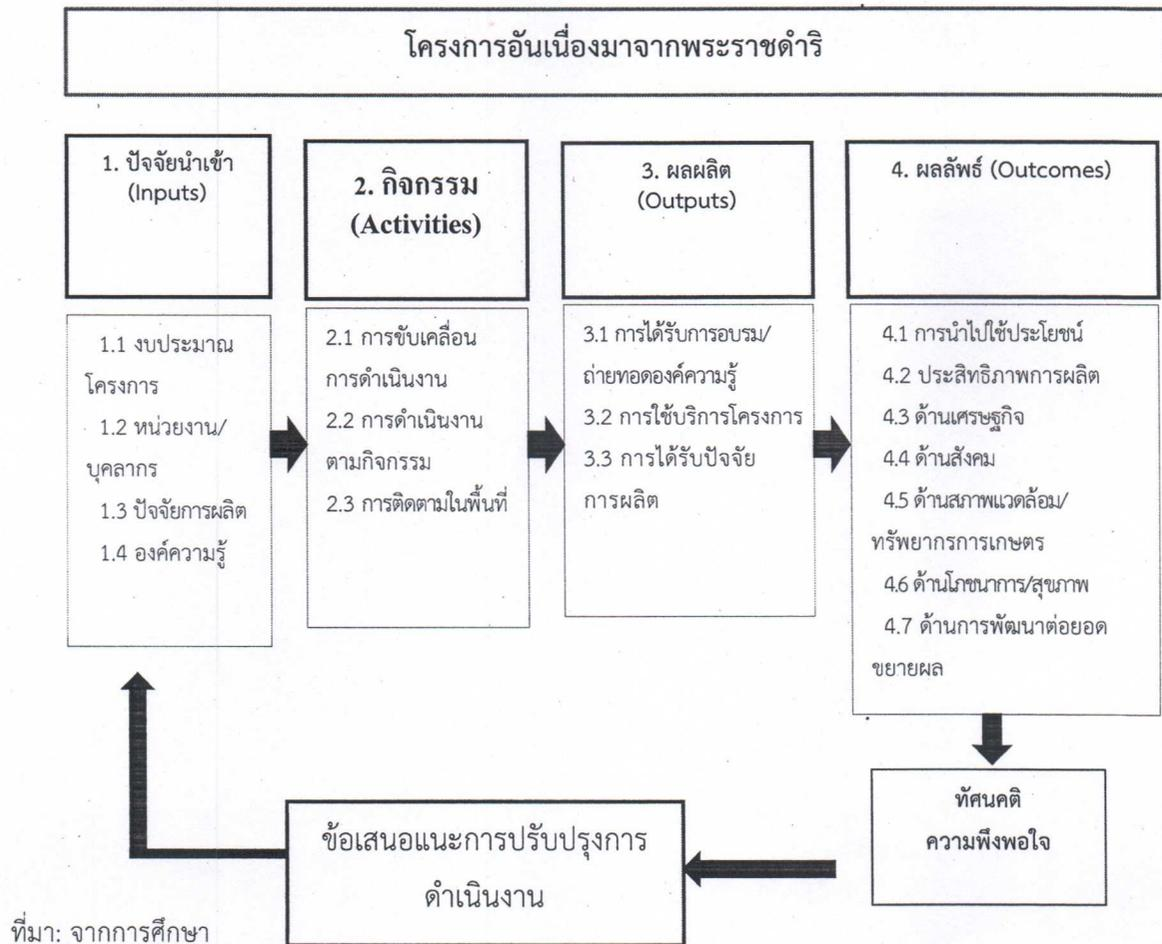 โครงการอันเนื่องมาจากพระราชดำริ
1. ปัจจัยนำเข้า
(Inputs)
2. กิจกรรม
(Activities)
3. ผลผลิต
(Outputs)
4. ผลลัพธ์ (Outcomes)
1.1 งบประมาณ
โครงการ
1.2 หน่วยงาน/
บุคลากร
1.3 ปัจจัยการผลิต
1.4 องค์ความรู้
2.1 การขับเคลื่อน
การดำเนินงาน
2.2 การดำเนินงาน
ตามกิจกรรม
2.3 การติดตามในพื้นที่
3.1 การได้รับการอบรม/
ถ่ายทอดองค์ความรู้
3.2 การใช้บริการโครงการ
3.3 การได้รับปัจจัย
การผลิต
4.1 การนำไปใช้ประโยชน์
4.2 ประสิทธิภาพการผลิต
4.3 ด้านเศรษฐกิจ
4.4 ด้านสังคม
4.5 ด้านสภาพแวดล้อม/
ทรัพยากรการเกษตร
4.6 ด้านโภชนาการ/สุขภาพ
4.7 ด้านการพัฒนาต่อยอด
ขยายผล
ทัศนคติ
ความพึงพอใจ
ข้อเสนอแนะการปรับปรุงการ
ดำเนินงาน
ที่มา: จากการศึกษา